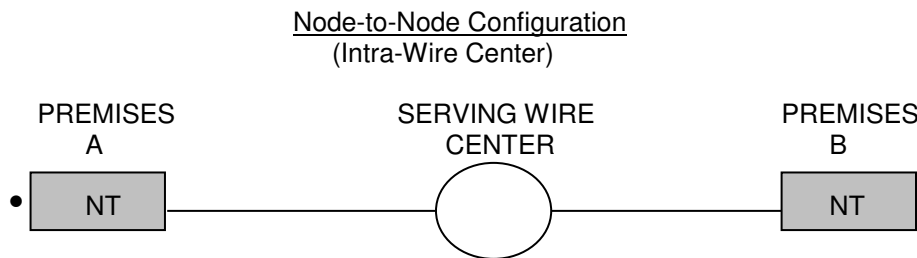 Node-to-Node Configuration
(Intra-Wire Center)
PREMISES
A
SERVING WIRE
CENTER
PREMISES
B
• NT
NT